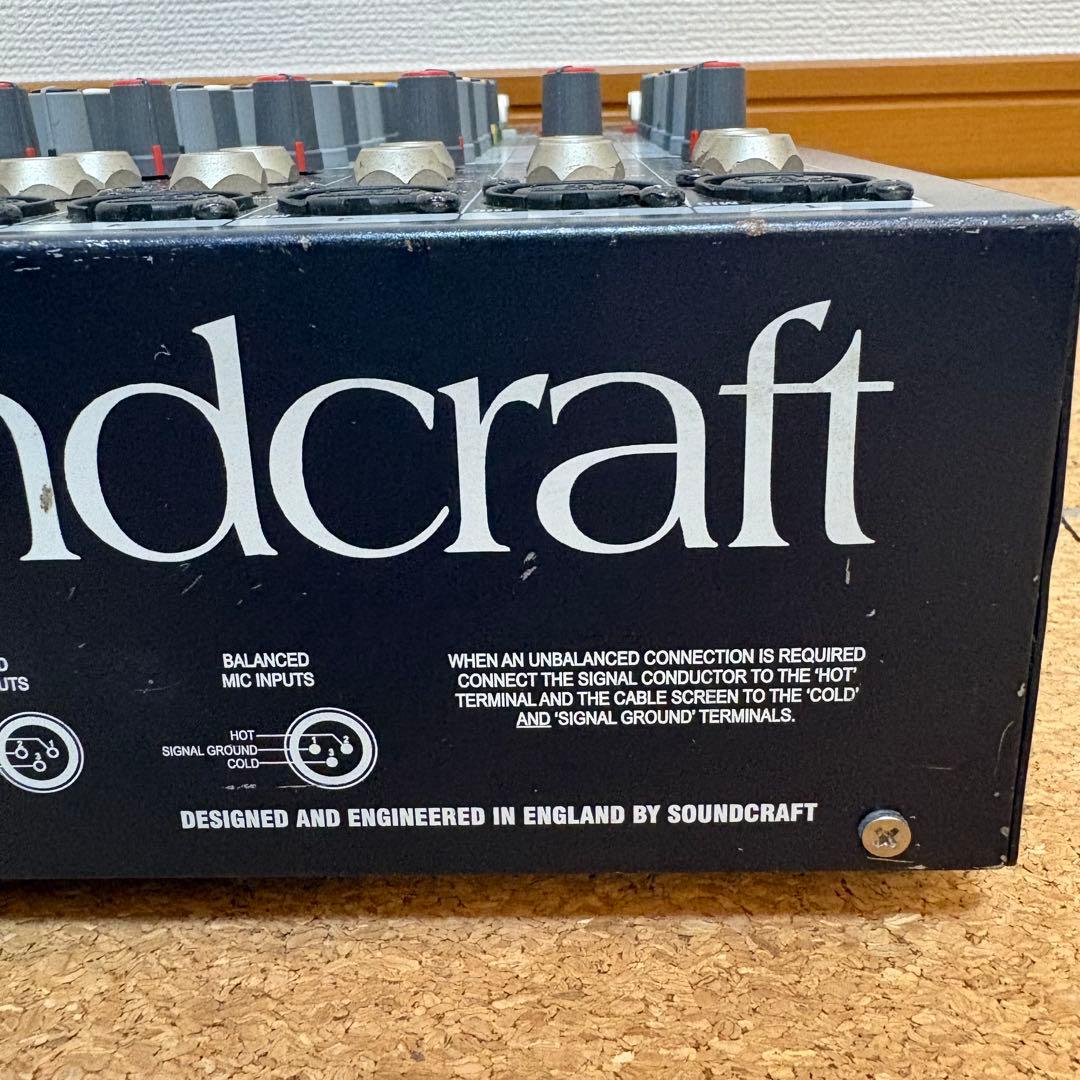 ndcraft
D
UTS
BALANCED
MIC INPUTS
WHEN AN UNBALANCED CONNECTION IS REQUIRED
CONNECT THE SIGNAL CONDUCTOR TO THE ‘HOT’
TERMINAL AND THE CABLE SCREEN TO THE ‘COLD’
AND ‘SIGNAL GROUND’ TERMINALS.
HOT
SIGNAL GROUND
COLD
1 2
3
DESIGNED AND ENGINEERED IN ENGLAND BY SOUNDCRAFT